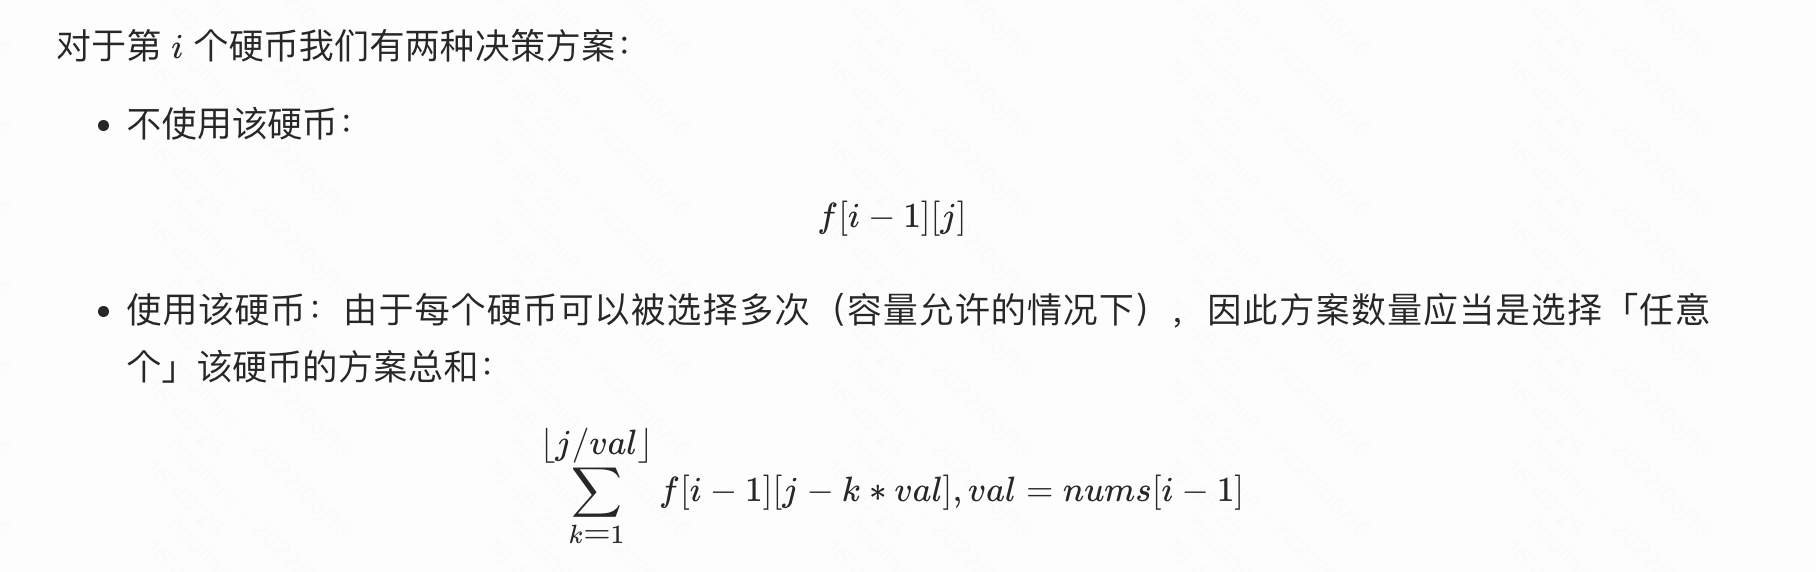 对于第 i 个硬币我们有两种决策方案：
• 不使用该硬币：
f[i − 1][j]
• 使用该硬币：由于每个硬币可以被选择多次（容量允许的情况下），因此方案数量应当是选择「任意
个」该硬币的方案总和：
⌊j/val⌋
∑ f[i − 1][j − k ∗ val], val = nums[i − 1]
k=1